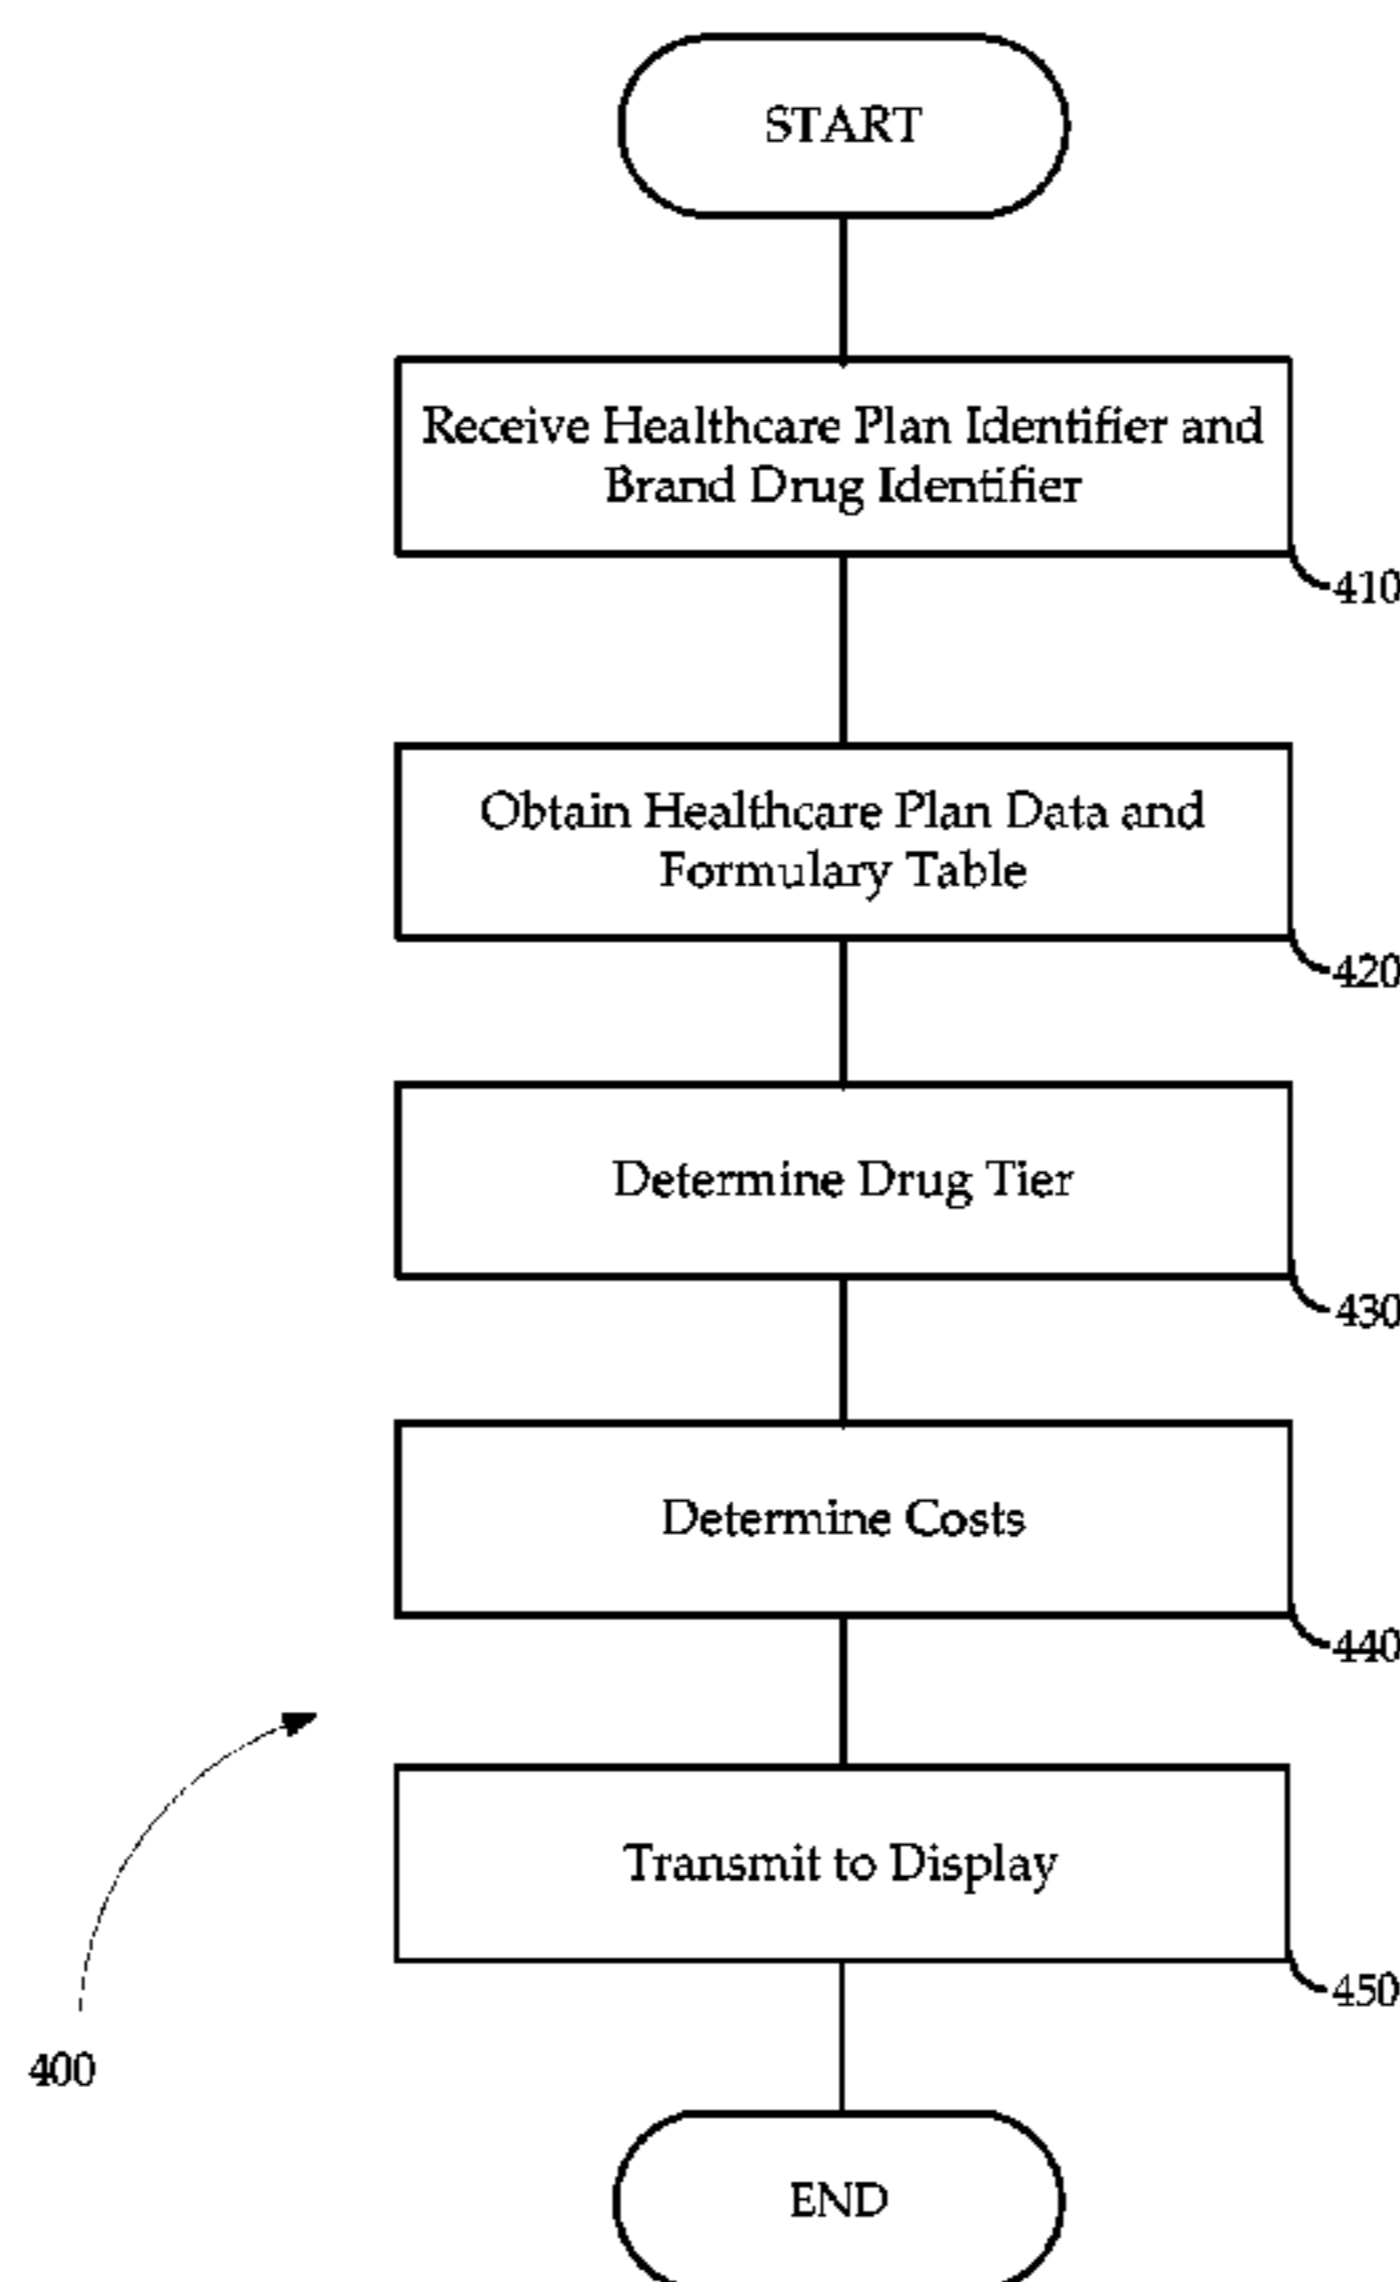 START
Receive Healthcare Plan Identifier and
Brand Drug Identifier
410
Obtain Healthcare Plan Data and
Formulary Table
420
Determine Drug Tier
430
Determine Costs
440
Transmit to Display
450
400
END